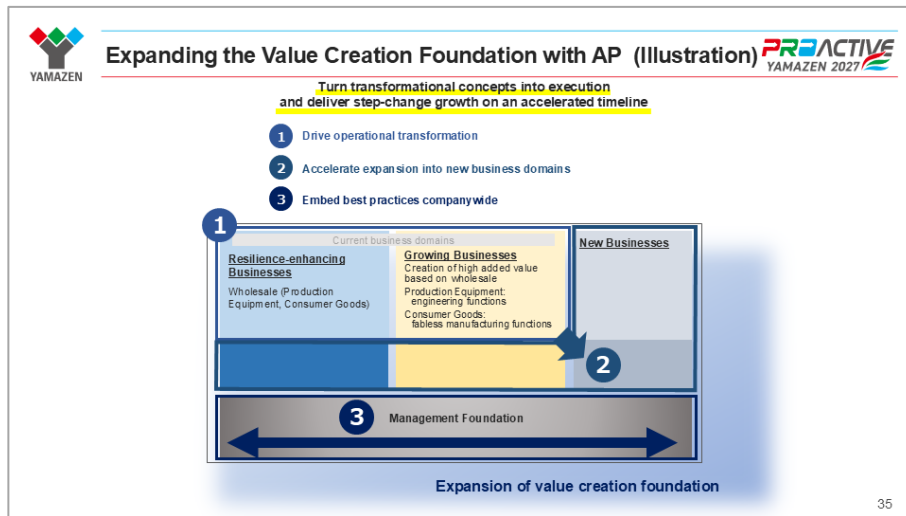 YAMAZEN
Expanding the Value Creation Foundation with AP (Illustration)
PROACTIVE
YAMAZEN 2027
Turn transformational concepts into execution
and deliver step-change growth on an accelerated timeline
1 Drive operational transformation
2 Accelerate expansion into new business domains
3 Embed best practices companywide
1
Current business domains
Resilience-enhancing
Businesses
Wholesale (Production
Equipment, Consumer Goods)
Growing Businesses
Creation of high added value
based on wholesale
Production Equipment:
engineering functions
Consumer Goods:
fabless manufacturing functions
New Businesses
2
3 Management Foundation
Expansion of value creation foundation
35